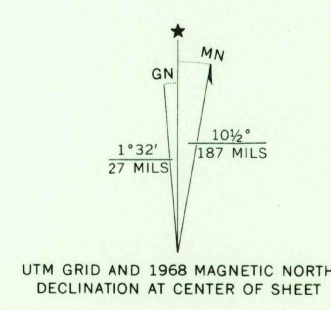 MN
GN
1°32'
27 MILS
10½°
187 MILS
UTM GRID AND 1968 MAGNETIC NORTH
DECLINATION AT CENTER OF SHEET